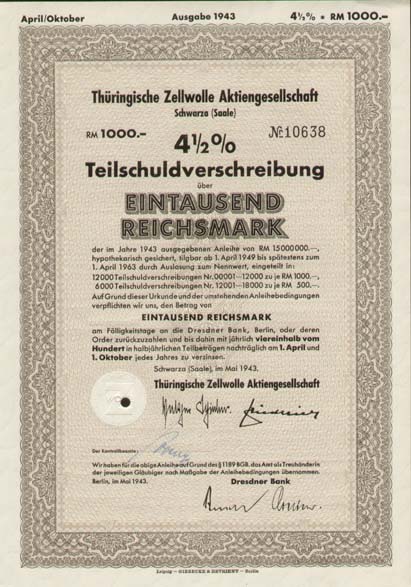 April/Oktober Ausgabe 1943 4½% • RM 1000.-
Thüringische Zellwolle Aktiengesellschaft
Schwarza (Saale)
RM 1000.- № 10638
4½%
Teilschuldverschreibung
über
EINTAUSEND
REICHSMARK
der im Jahre 1943 ausgegebenen Anleihe von RM 15000000.—,
hypothekarisch gesichert, tilgbar ab 1. April 1949 bis spätestens zum
1. April 1963 durch Auslosung zum Nennwert, eingeteilt in:
12000 Teilschuldverschreibungen Nr. 00001-12000 zu je RM 1000.—,
6000 Teilschuldverschreibungen Nr. 12001-18000 zu je RM 500.—.
Auf Grund dieser Urkunde und der umstehenden Anleihebedingungen
verpflichten wir uns, den Betrag von
EINTAUSEND REICHSMARK
am Fälligkeitstage an die Dresdner Bank, Berlin, oder deren
Order zurückzuzahlen und bis dahin mit jährlich viereinhalb vom
Hundert in halbjährlichen Teilbeträgen nachträglich am 1. April und
1. Oktober jedes Jahres zu verzinsen.
Schwarza (Saale), im Mai 1943.
Thüringische Zellwolle Aktiengesellschaft
Der Kontrollbeamte:
Wir haben für die obige Anleihe auf Grund des § 1189 BGB. das Amt als Treuhänderin
der jeweiligen Gläubiger nach Maßgabe der Anleihebedingungen übernommen.
Berlin, im Mai 1943. Dresdner Bank
Leipzig — GIESECKE & DEVRIENT — Berlin